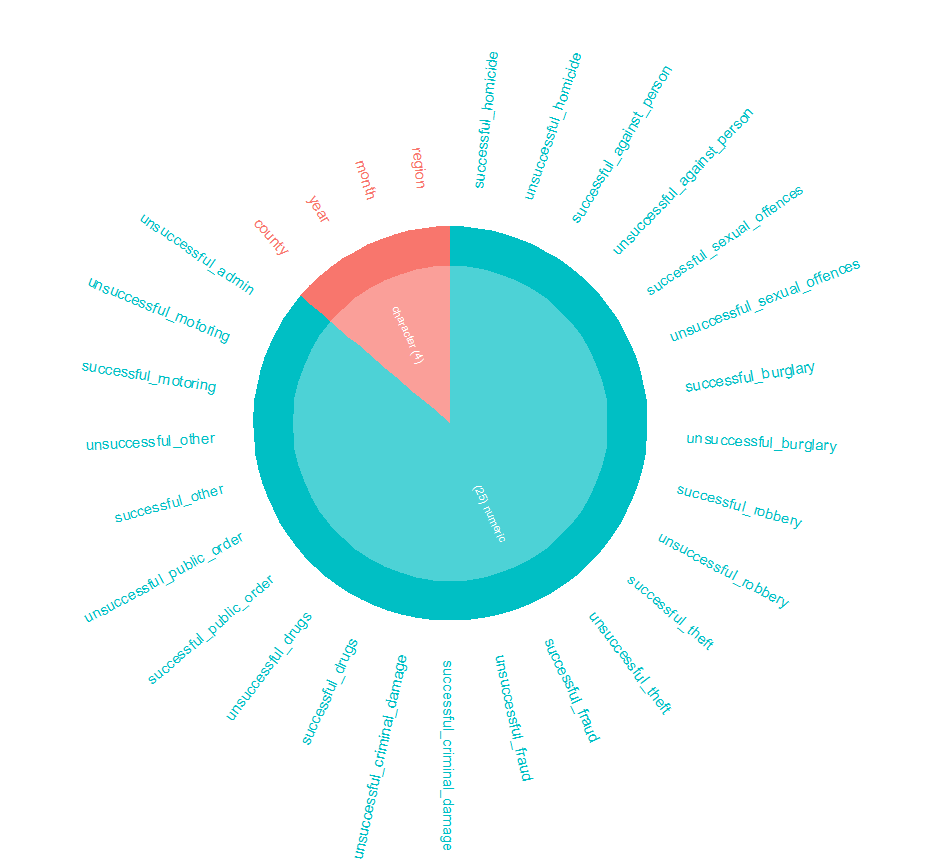 successful_homicide
unsuccessful_homicide
successful_against_person
unsuccessful_against_person
successful_sexual_offences
unsuccessful_sexual_offences
successful_burglary
unsuccessful_burglary
successful_robbery
unsuccessful_robbery
successful_theft
unsuccessful_theft
successful_fraud
unsuccessful_fraud
successful_criminal_damage
unsuccessful_criminal_damage
successful_drugs
unsuccessful_drugs
successful_public_order
unsuccessful_public_order
successful_other
unsuccessful_other
successful_motoring
unsuccessful_motoring
unsuccessful_admin
county
year
month
region
character (4)
(25) numeric